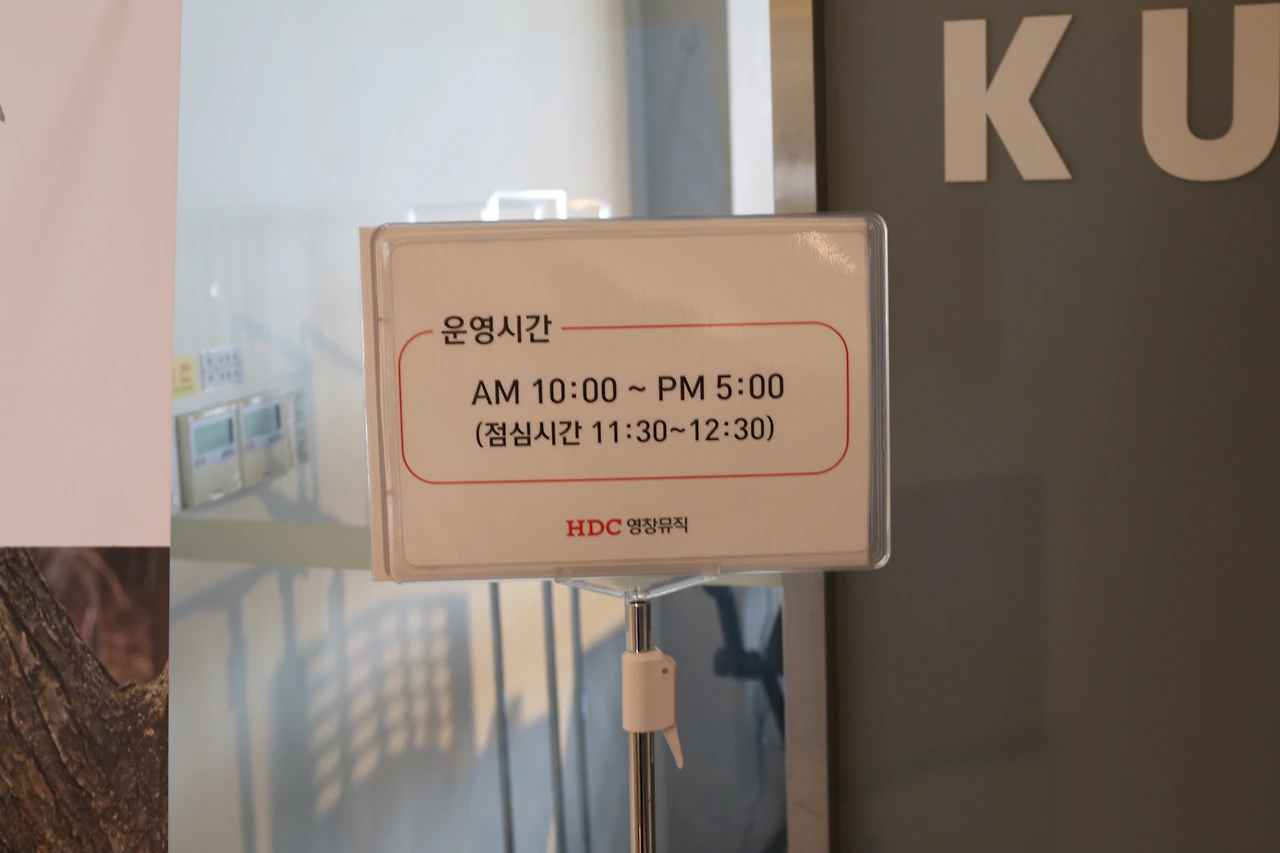 KU
운영시간
AM 10:00 ~ PM 5:00
(점심시간 11:30~12:30)
HDC 영창뮤직